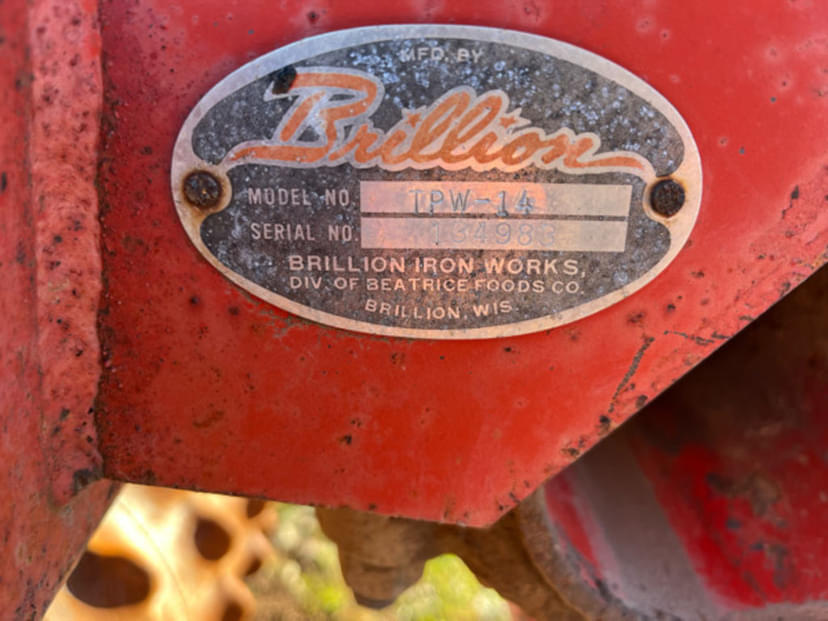 MFD. BY
Brillion
MODEL NO. TPW-14
SERIAL NO. 134983
BRILLION IRON WORKS,
DIV. OF BEATRICE FOODS CO.
BRILLION, WIS.